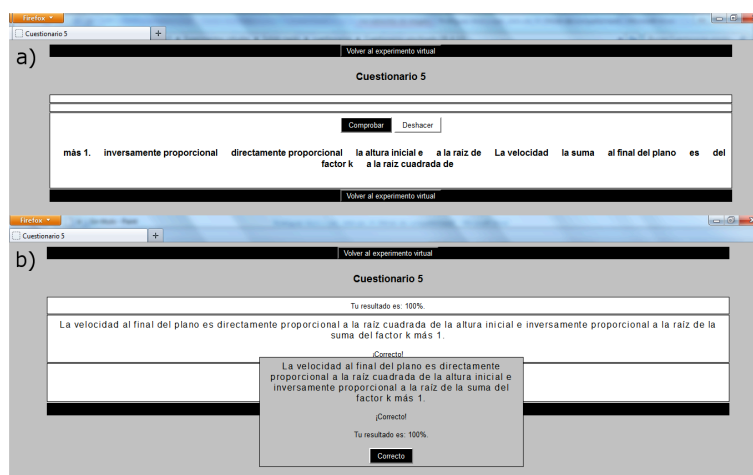 Firefox
Cuestionario 5
+
a)
Volver al experimento virtual
Cuestionario 5
Comprobar Deshacer
más 1. inversamente proporcional directamente proporcional la altura inicial e a la raíz de La velocidad la suma al final del plano es del
factor k a la raíz cuadrada de
Volver al experimento virtual
Firefox
Cuestionario 5
+
b)
Volver al experimento virtual
Cuestionario 5
Tu resultado es: 100%.
La velocidad al final del plano es directamente proporcional a la raíz cuadrada de la altura inicial e inversamente proporcional a la raíz de la
suma del factor k más 1.
¡Correcto!
La velocidad al final del plano es directamente
proporcional a la raíz cuadrada de la altura inicial e
inversamente proporcional a la raíz de la suma del
factor k más 1.
¡Correcto!
Tu resultado es: 100%.
Correcto